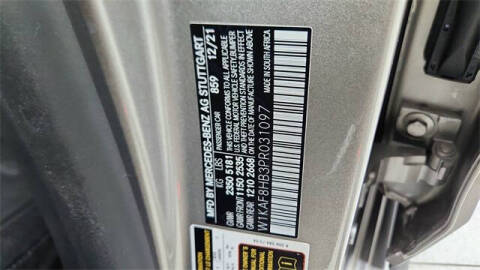 MFD BY MERCEDES-BENZ AG STUTTGART
PASSENGER CAR 859 12/21
KG LBS
GVWR 2350 5181
GAWR FRONT 1150 2535
GAWR REAR 1210 2668
THIS VEHICLE CONFORMS TO ALL APPLICABLE
U.S. FEDERAL MOTOR VEHICLE SAFETY, BUMPER
AND THEFT PREVENTION STANDARDS IN EFFECT ON
THE DATE OF MANUFACTURE SHOWN ABOVE
W1KAF8HB3PR031097
MADE IN SOUTH AFRICA